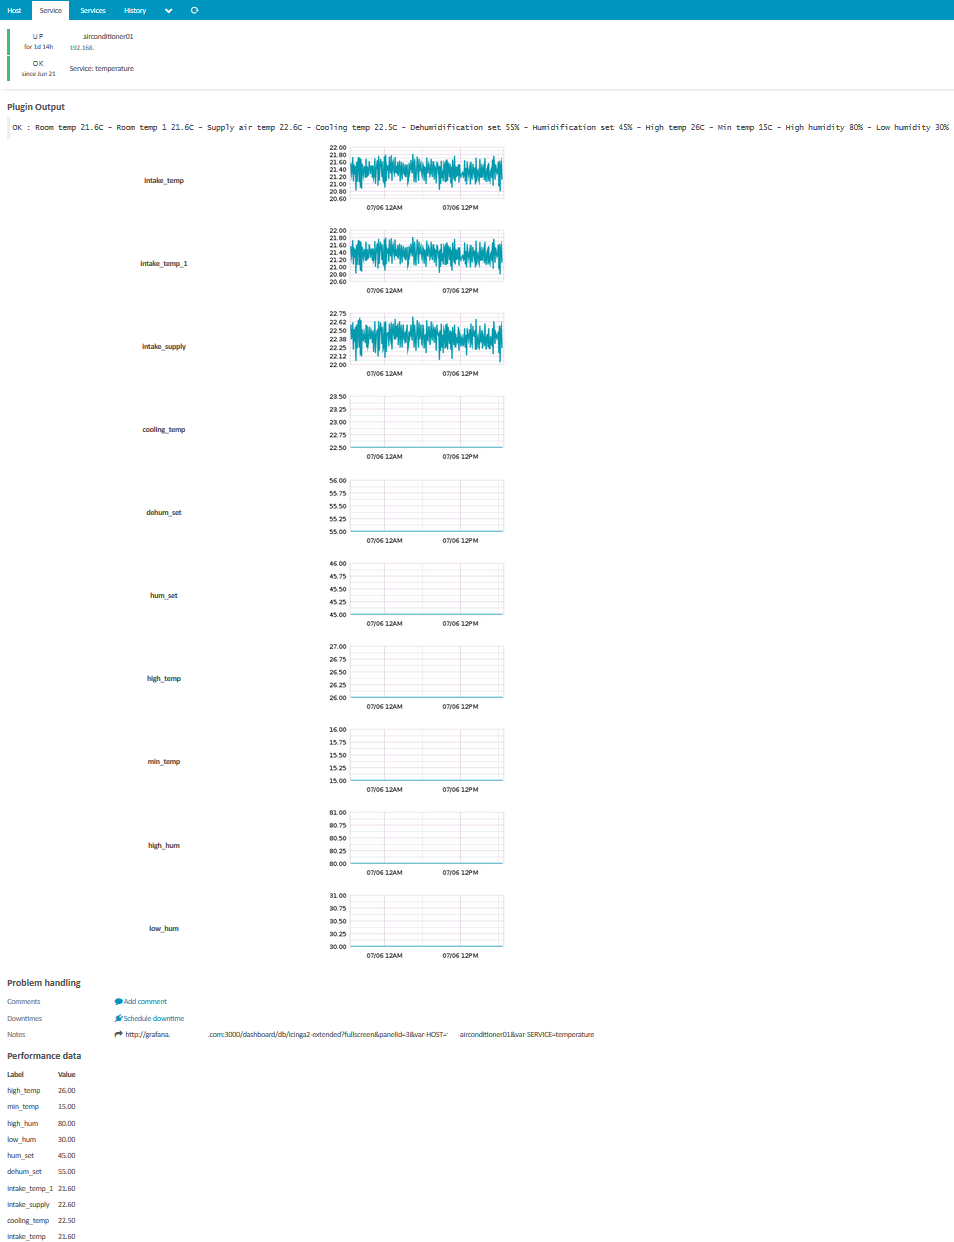 Host Service Services History
UP airconditioner01
for 1d 14h 192.168.
OK
since Jun 21 Service: temperature
Plugin Output
OK : Room temp 21.6C - Room temp 1 21.6C - Supply air temp 22.6C - Cooling temp 22.5C - Dehumidification set 55% - Humidification set 45% - High temp 26C - Min temp 15C - High humidity 80% - Low humidity 30%
intake_temp
22.00
21.80
21.60
21.40
21.20
21.00
20.80
20.60
07/06 12AM 07/06 12PM
intake_temp_1
22.00
21.80
21.60
21.40
21.20
21.00
20.80
20.60
07/06 12AM 07/06 12PM
intake_supply
22.75
22.62
22.50
22.38
22.25
22.12
22.00
07/06 12AM 07/06 12PM
cooling_temp
23.50
23.25
23.00
22.75
22.50
07/06 12AM 07/06 12PM
dehum_set
56.00
55.75
55.50
55.25
55.00
07/06 12AM 07/06 12PM
hum_set
46.00
45.75
45.50
45.25
45.00
07/06 12AM 07/06 12PM
high_temp
27.00
26.75
26.50
26.25
26.00
07/06 12AM 07/06 12PM
min_temp
16.00
15.75
15.50
15.25
15.00
07/06 12AM 07/06 12PM
high_hum
81.00
80.75
80.50
80.25
80.00
07/06 12AM 07/06 12PM
low_hum
31.00
30.75
30.50
30.25
30.00
07/06 12AM 07/06 12PM
Problem handling
Comments Add comment
Downtimes Schedule downtime
Notes http://grafana. .com:3000/dashboard/db/icinga2-extended?fullscreen&panelId=3&var-HOST= -airconditioner01&var-SERVICE=temperature
Performance data
Label Value
high_temp 26.00
min_temp 15.00
high_hum 80.00
low_hum 30.00
hum_set 45.00
dehum_set 55.00
intake_temp_1 21.60
intake_supply 22.60
cooling_temp 22.50
intake_temp 21.60